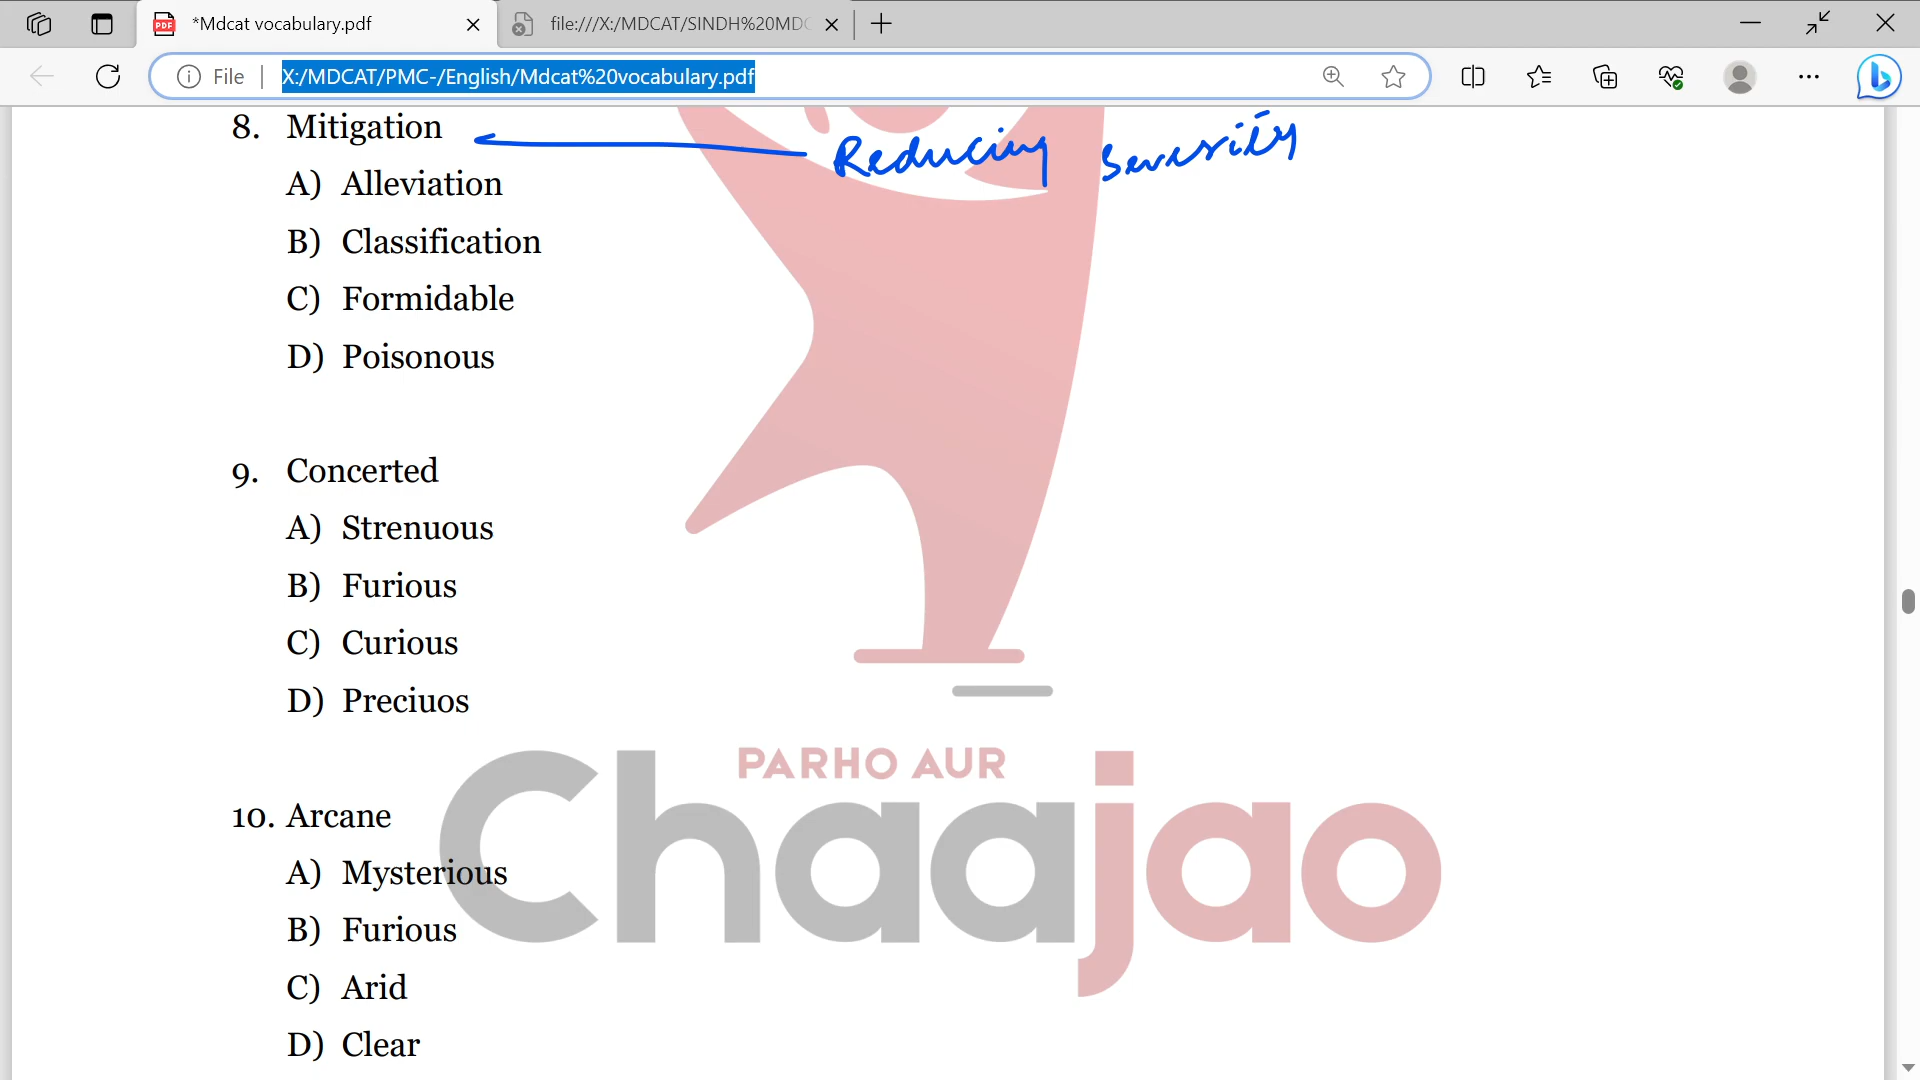 *Mdcat vocabulary.pdf
file:///X:/MDCAT/SINDH%20MDC
File
X:/MDCAT/PMC-/English/Mdcat%20vocabulary.pdf
8. Mitigation
Reducing severity
A) Alleviation
B) Classification
C) Formidable
D) Poisonous
9. Concerted
A) Strenuous
B) Furious
C) Curious
D) Preciuos
PARHO AUR
Chaajao
10. Arcane
A) Mysterious
B) Furious
C) Arid
D) Clear